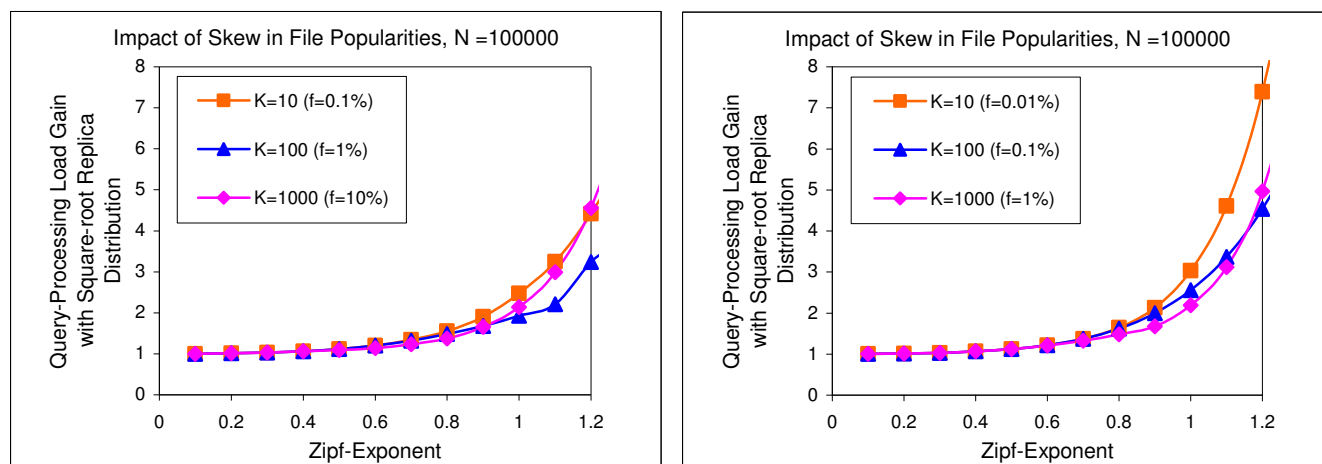 Impact of Skew in File Popularities, N =100000
Query-Processing Load Gain
with Square-root Replica
Distribution
8
7
6
5
4
3
2
1
0
K=10 (f=0.1%)
K=100 (f=1%)
K=1000 (f=10%)
0 0.2 0.4 0.6 0.8 1 1.2
Zipf-Exponent
Impact of Skew in File Popularities, N =100000
Query-Processing Load Gain
with Square-root Replica
Distribution
8
7
6
5
4
3
2
1
0
K=10 (f=0.01%)
K=100 (f=0.1%)
K=1000 (f=1%)
0 0.2 0.4 0.6 0.8 1 1.2
Zipf-Exponent